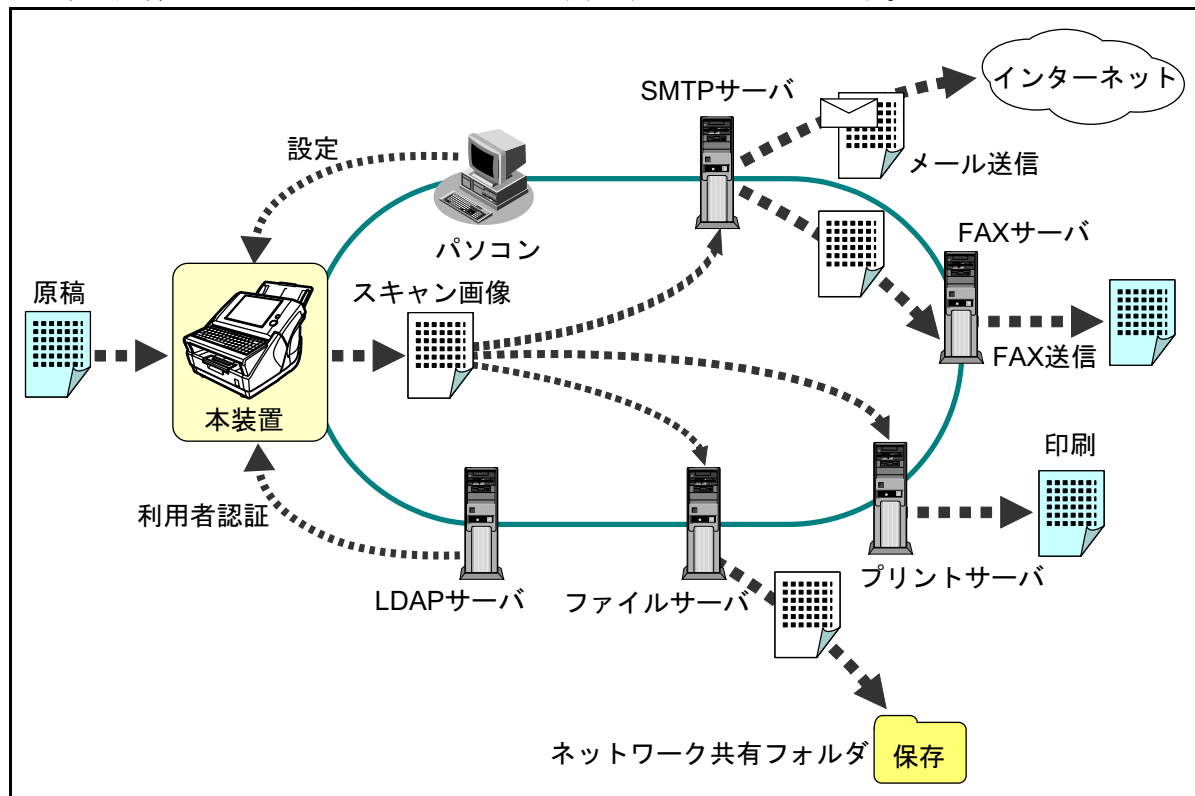 インターネット
SMTPサーバ
設定
メール送信
パソコン
FAXサーバ
原稿
スキャン画像
FAX送信
本装置
印刷
利用者認証
LDAPサーバ
ファイルサーバ
プリントサーバ
ネットワーク共有フォルダ
保存